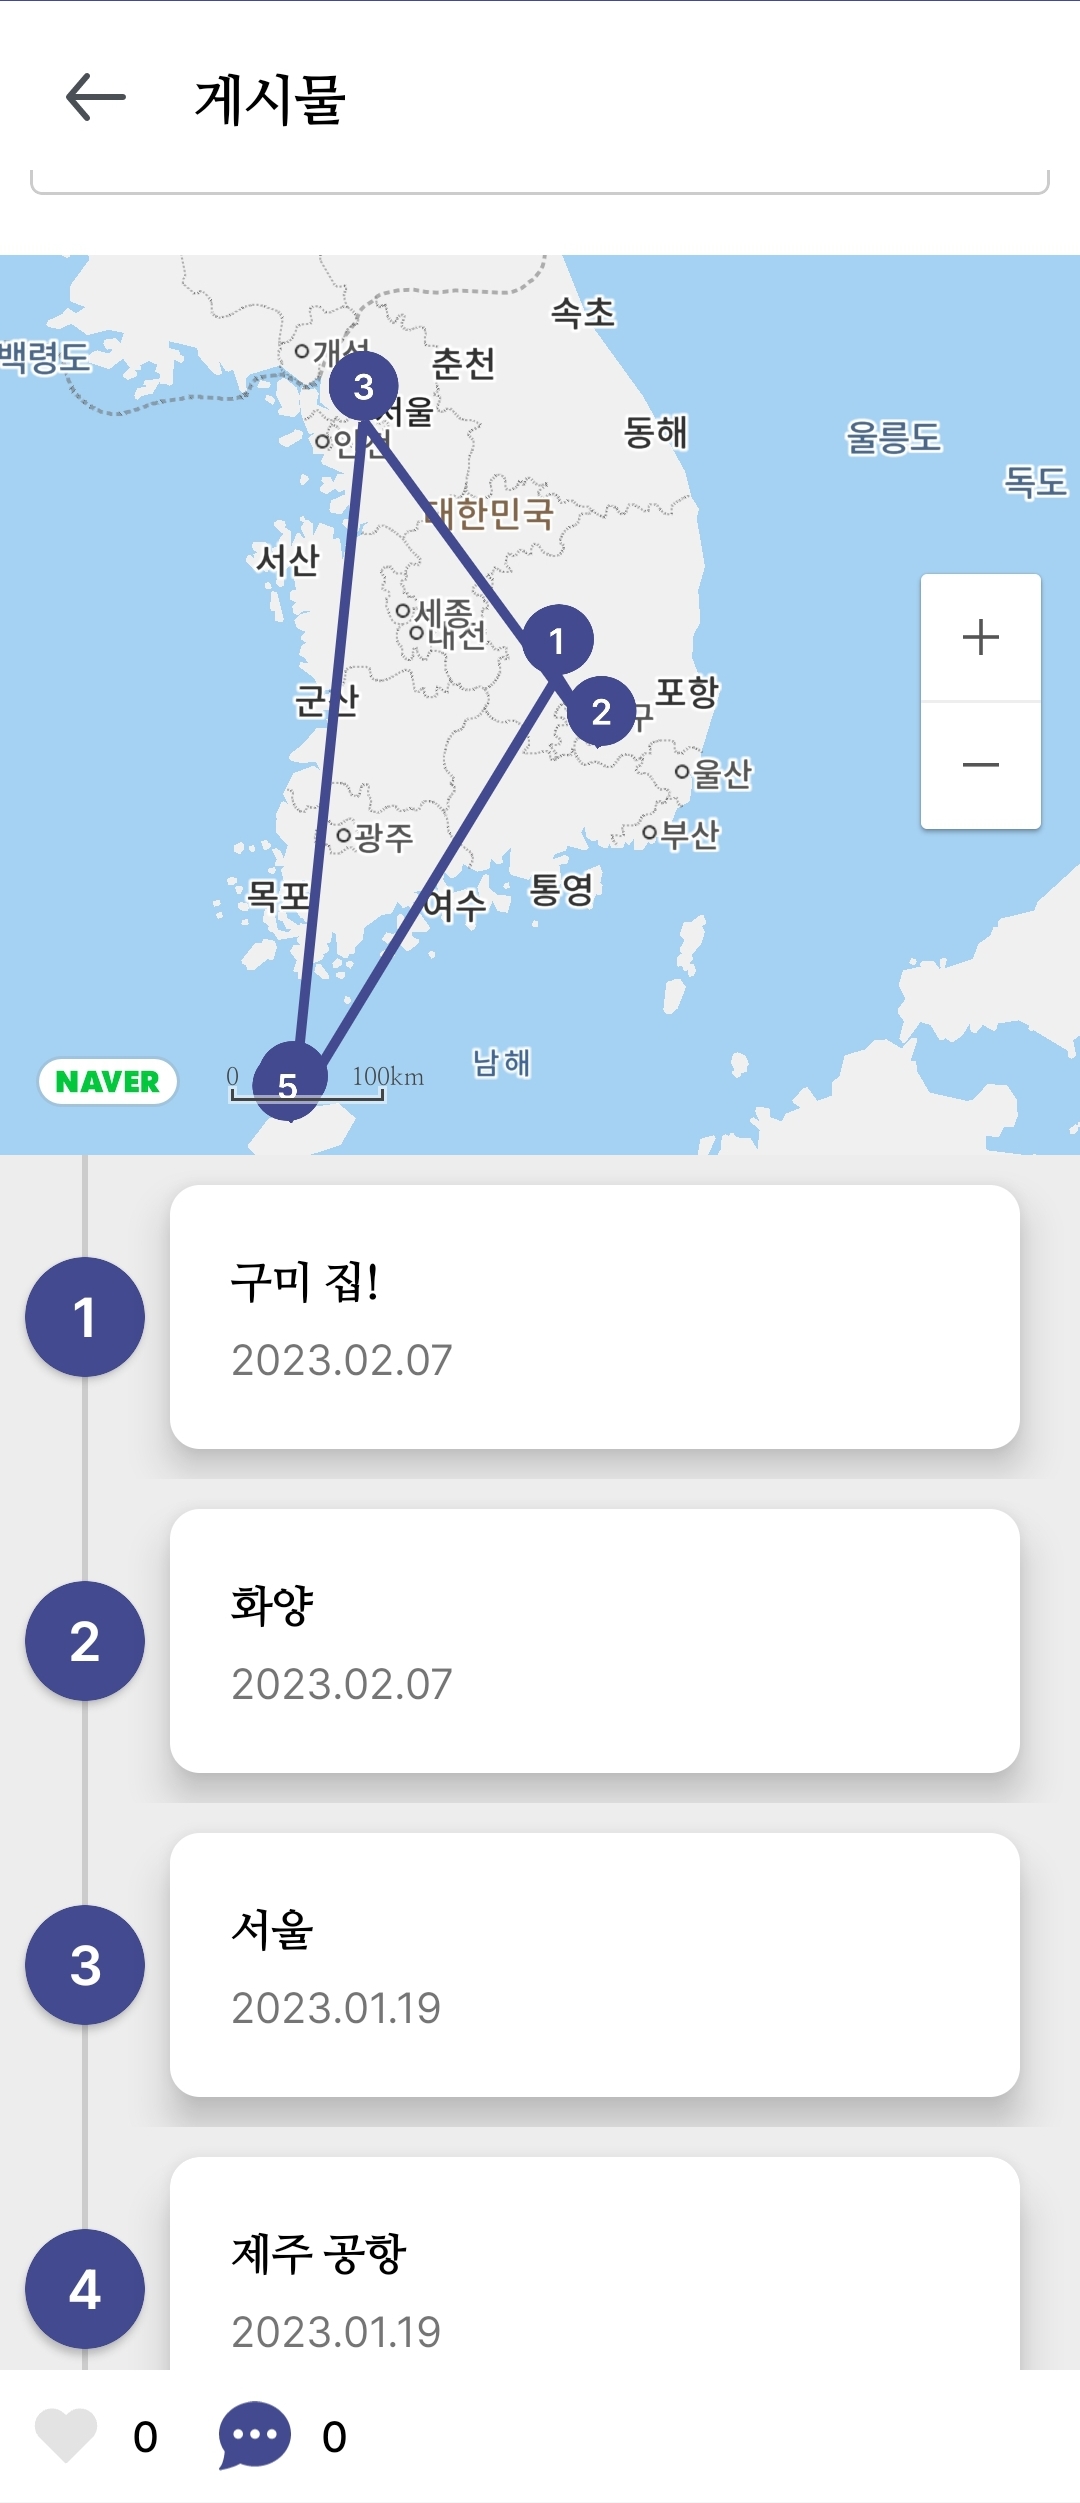 게시물
속초
백령도
개성
춘천
3
서울
동해
울릉도
인천
독도
대한민국
서산
세종
대전
1
+
포항
군산
2
구
−
울산
광주
부산
목포
여수
통영
남해
NAVER
0
100km
5
1
구미 집!
2023.02.07
2
화양
2023.02.07
3
서울
2023.01.19
4
제주 공항
2023.01.19
0
0